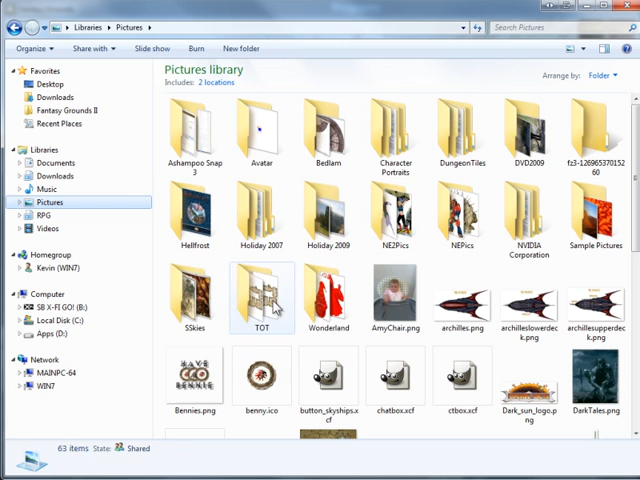 Libraries
Pictures
Search Pictures
Organize
Share with
Slide show
Burn
New folder
Favorites
Desktop
Downloads
Fantasy Grounds II
Recent Places
Libraries
Documents
Downloads
Music
Pictures
RPG
Videos
Homegroup
Kevin (WIN7)
Computer
SB X-FI GO! (B:)
Local Disk (C:)
Apps (D:)
Network
MAINPC-64
WIN7
Pictures library
Includes: 2 locations
Arrange by: Folder
Ashampoo Snap
3
Avatar
Bedlam
Character
Portraits
DungeonTiles
DVD2009
fz3-126965370152
60
Hellfrost
Holiday 2007
Holiday 2009
NE2Pics
NEPics
NVIDIA
Corporation
Sample Pictures
SSkies
TOT
Wonderland
AmyChair.png
archilles.png
archilleslowerdec
k.png
archillesupperdec
k.png
Bennies.png
benny.ico
button_skyships.x
cf
chatbox.xcf
ctbox.xcf
Dark_sun_logo.p
ng
DarkTales.png
63 items
State:
Shared